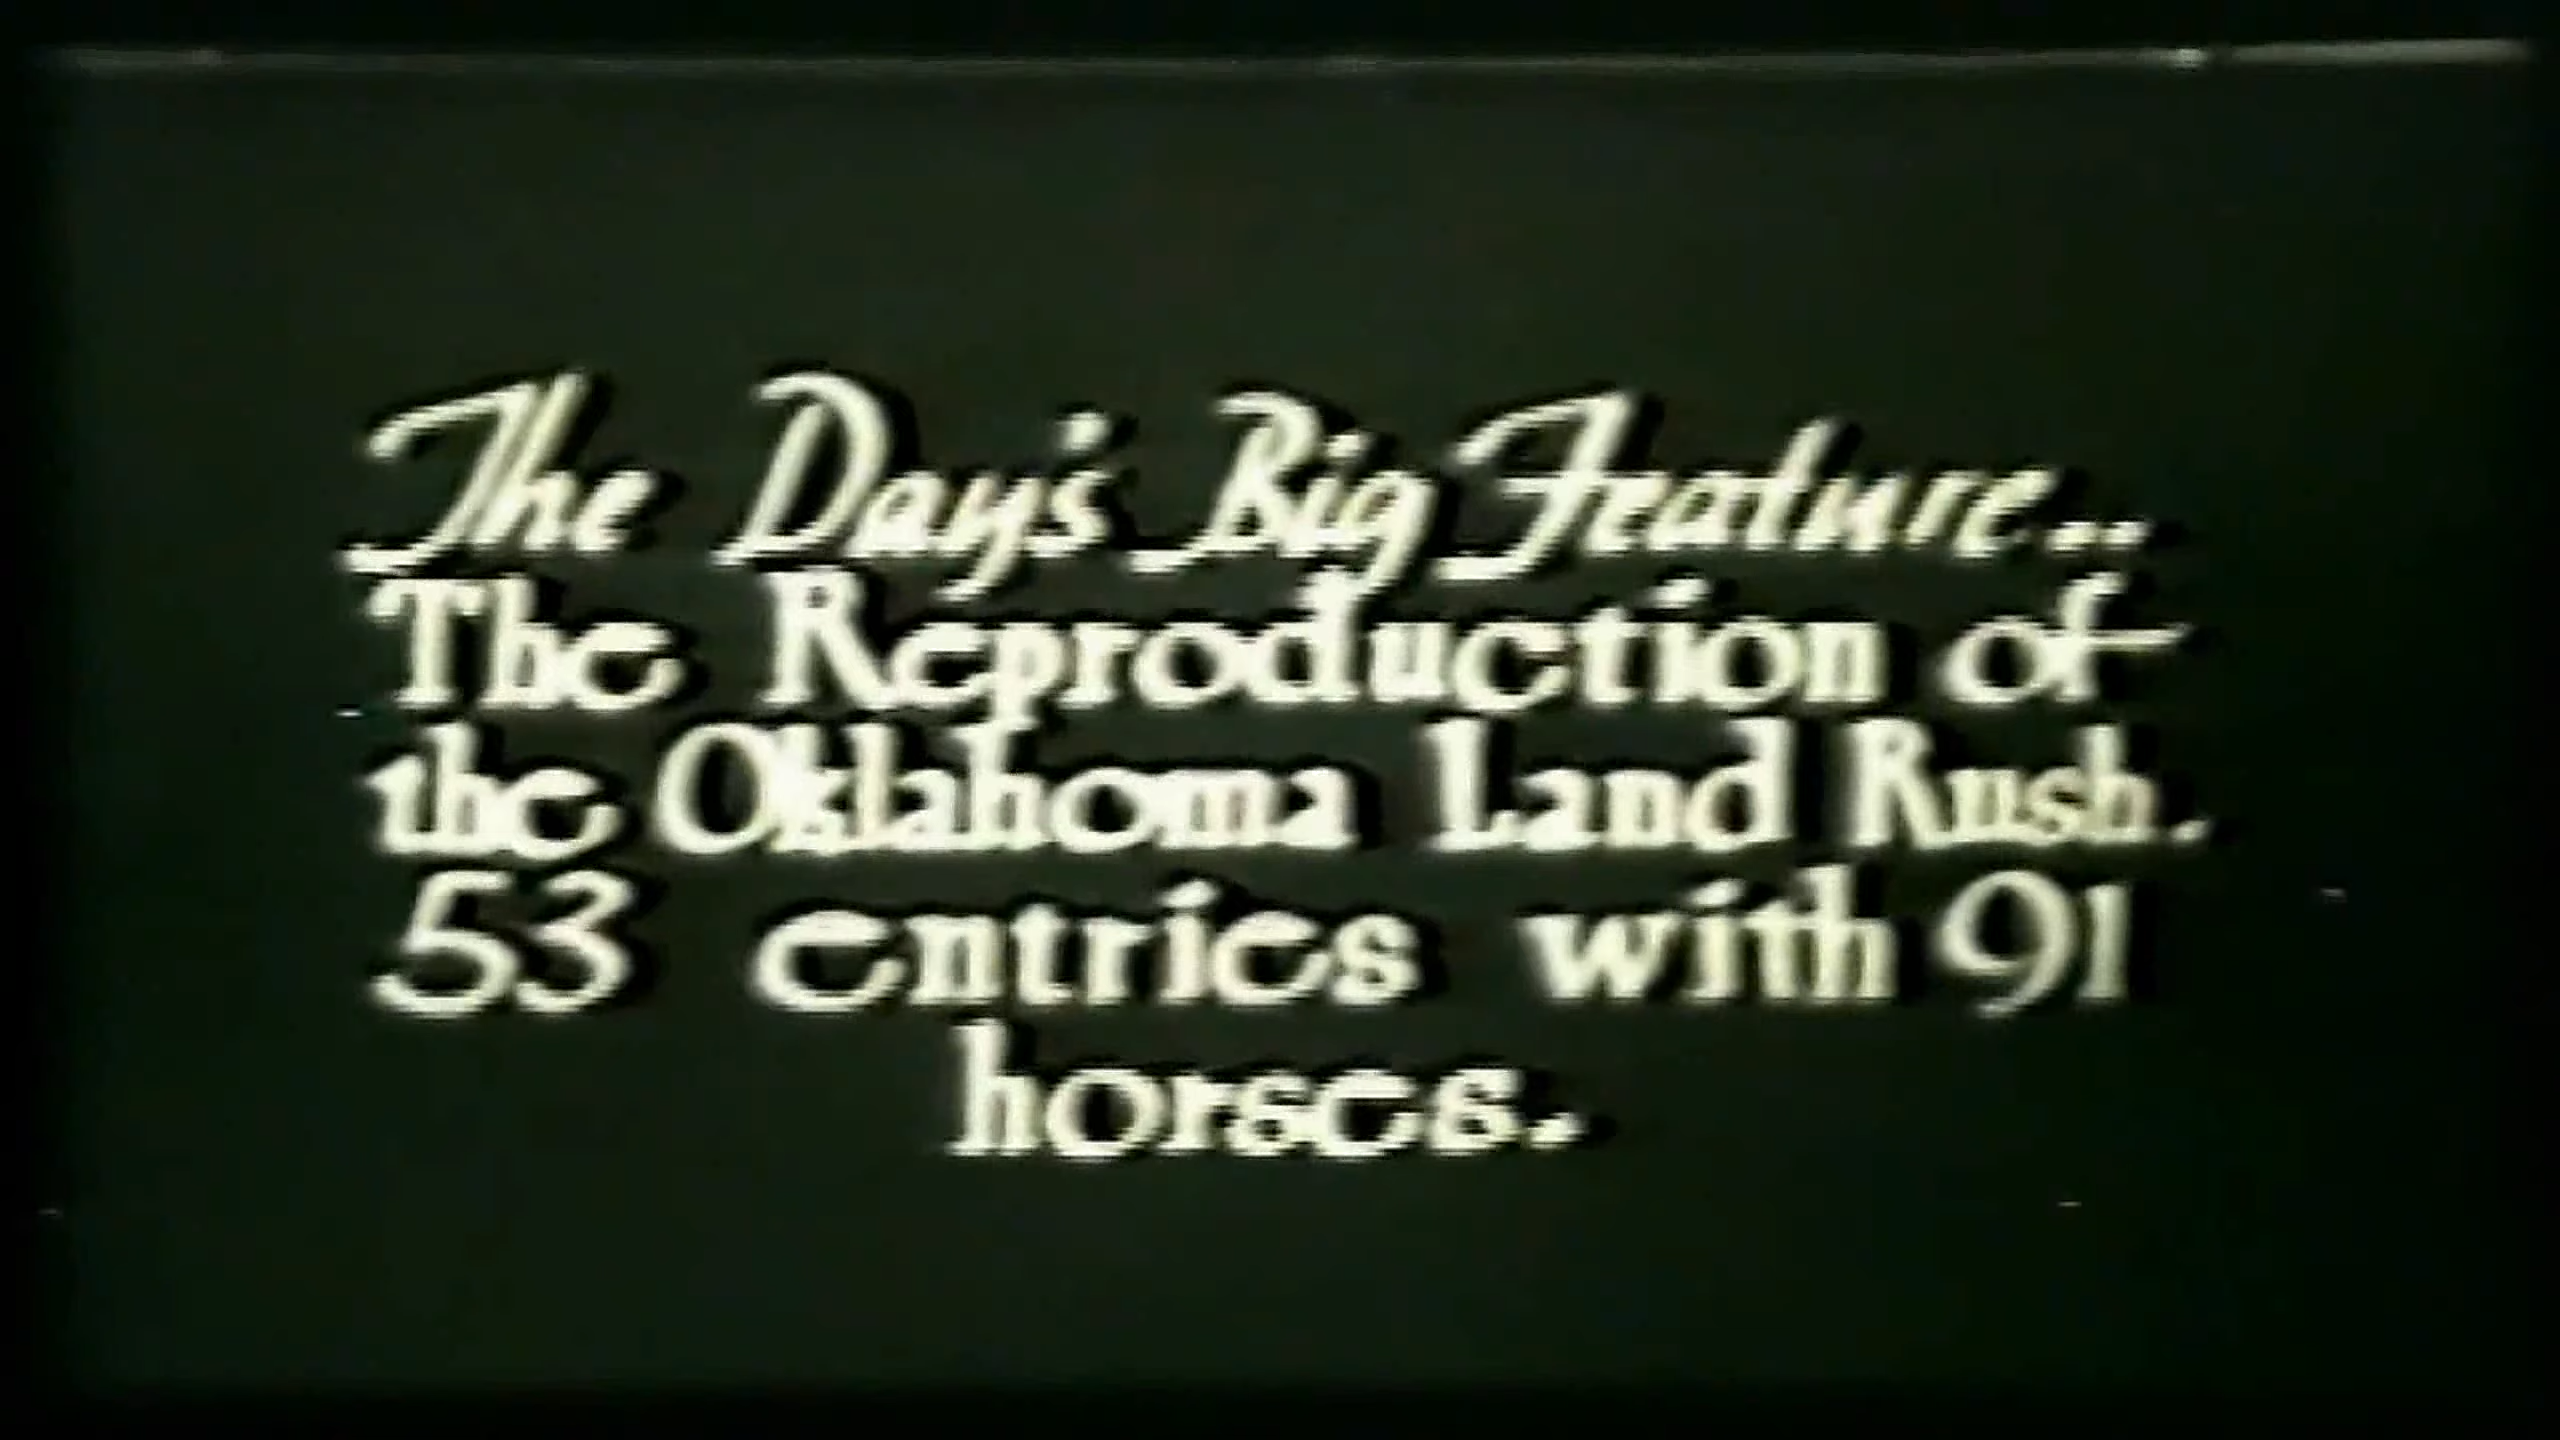 The Day's Big Feature..
The Reproduction of
the Oklahoma Land Rush.
53 entries with 91
horses.